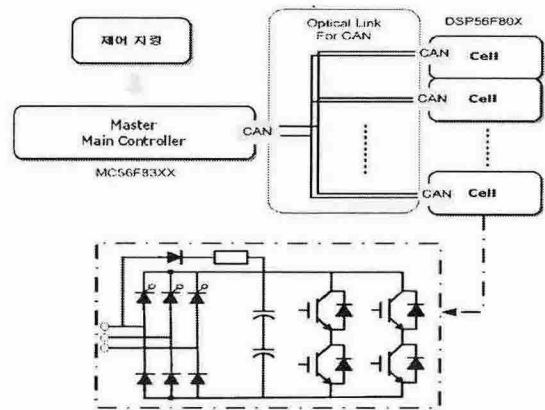 제어 지령
Optical Link
For CAN
DSP56F80X
CAN
Cell
CAN
Cell
Master
Main Controller
CAN
MC56F83XX
CAN
Cell